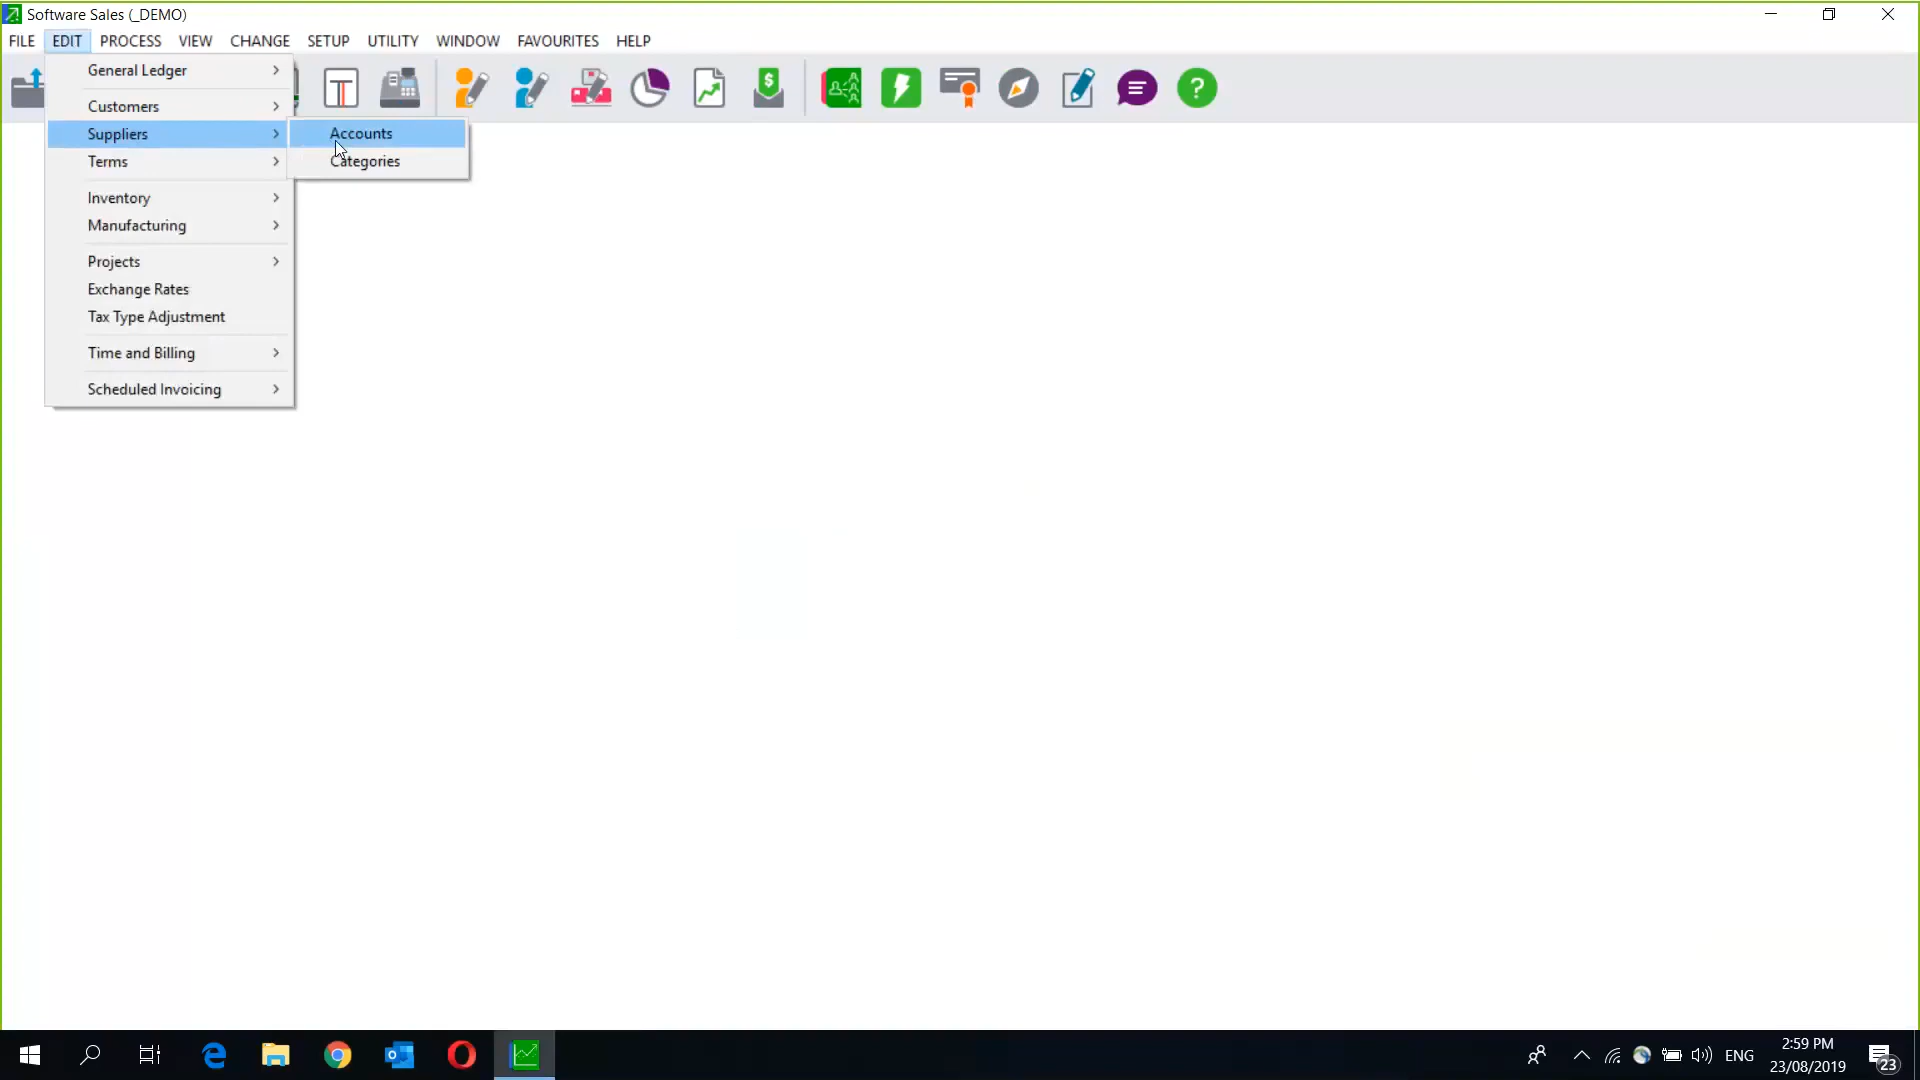 Software Sales (_DEMO)
FILE EDIT PROCESS VIEW CHANGE SETUP UTILITY WINDOW FAVOURITES HELP
General Ledger
Customers
Suppliers
Accounts
Terms
Categories
Inventory
Manufacturing
Projects
Exchange Rates
Tax Type Adjustment
Time and Billing
Scheduled Invoicing
ENG
2:59 PM
23/08/2019
23